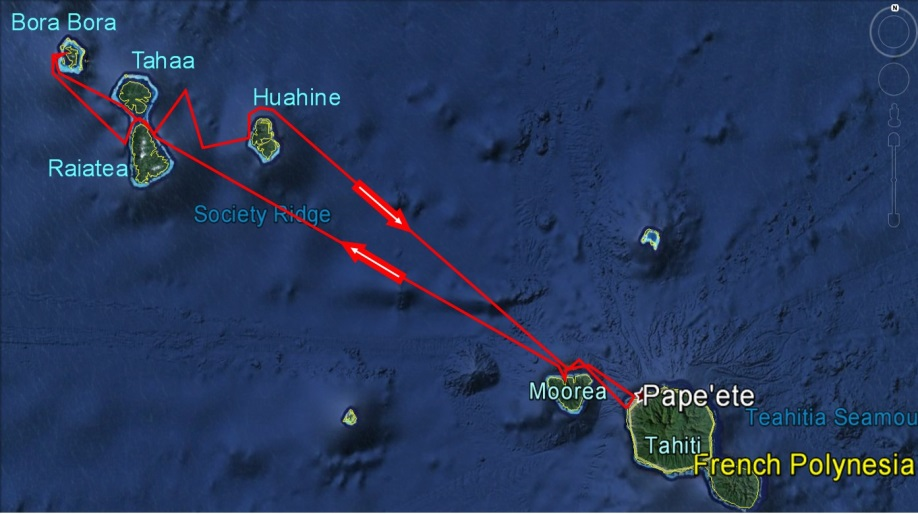 N
Bora Bora
Tahaa
Huahine
Raiatea
Society Ridge
Moorea
Pape'ete
Teahitia Seamou
Tahiti
French Polynesia